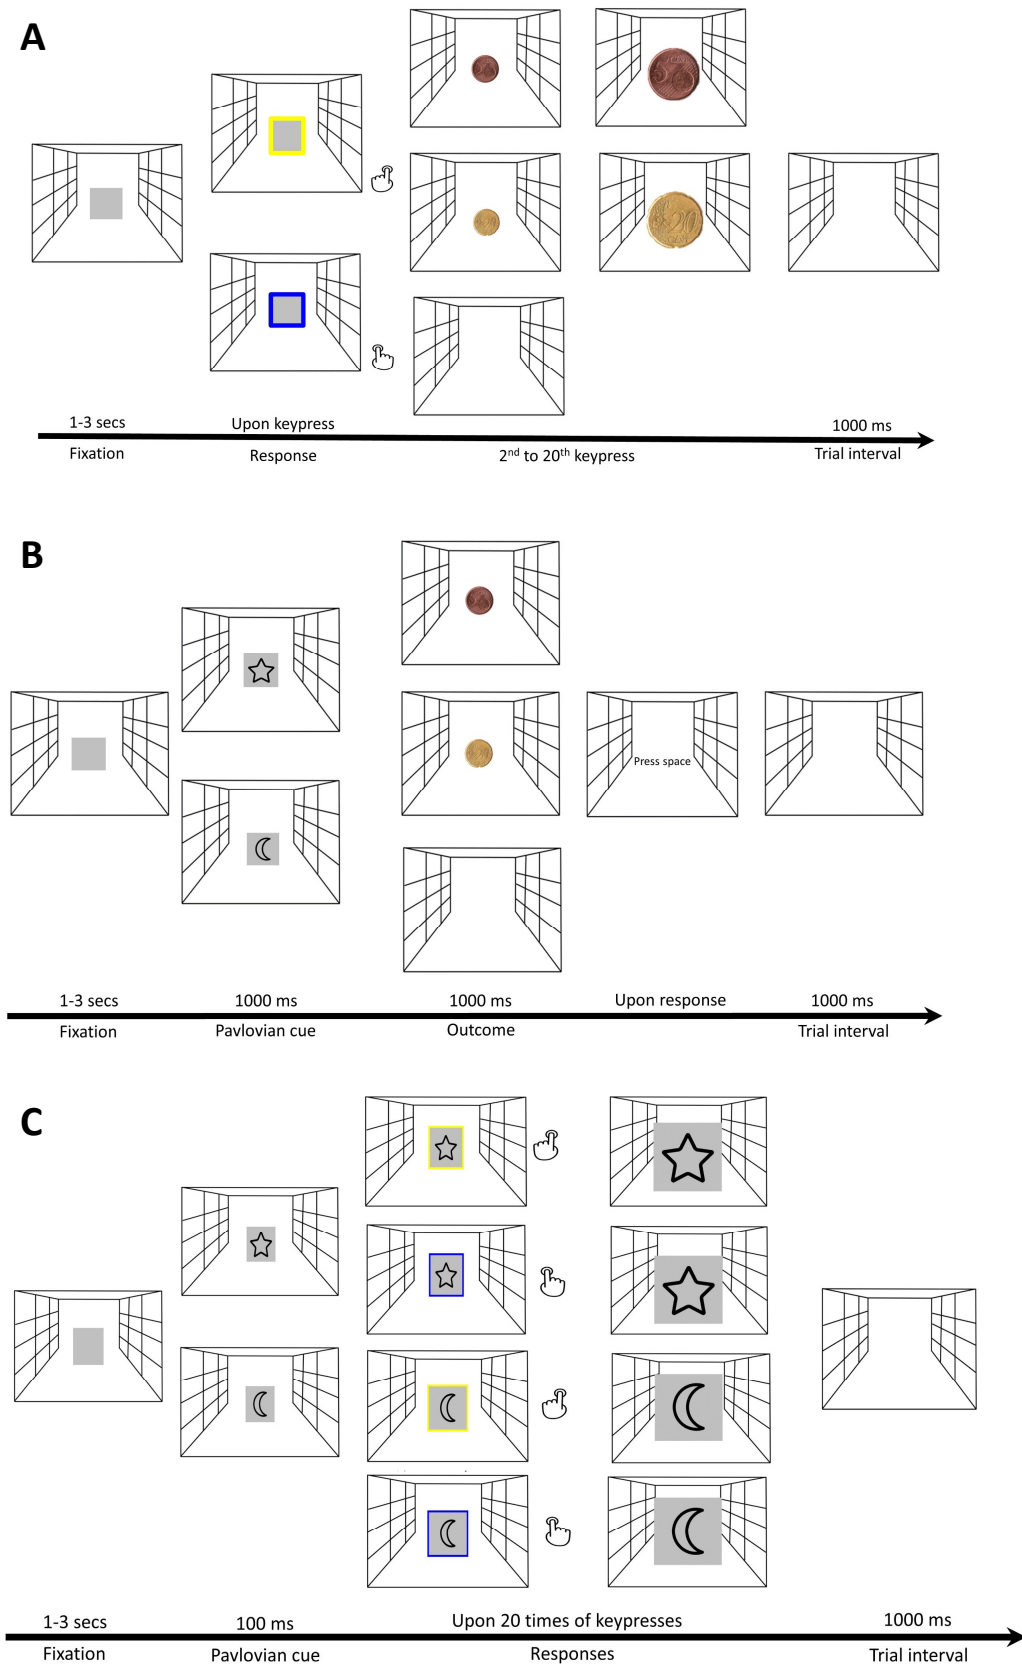 A
20
1-3 secs
Upon keypress
1000 ms
Fixation
Response
2nd to 20th keypress
Trial interval
B
Press space
1-3 secs
1000 ms
1000 ms
Upon response
1000 ms
Fixation
Pavlovian cue
Outcome
Trial interval
C
1-3 secs
100 ms
Upon 20 times of keypresses
1000 ms
Fixation
Pavlovian cue
Responses
Trial interval